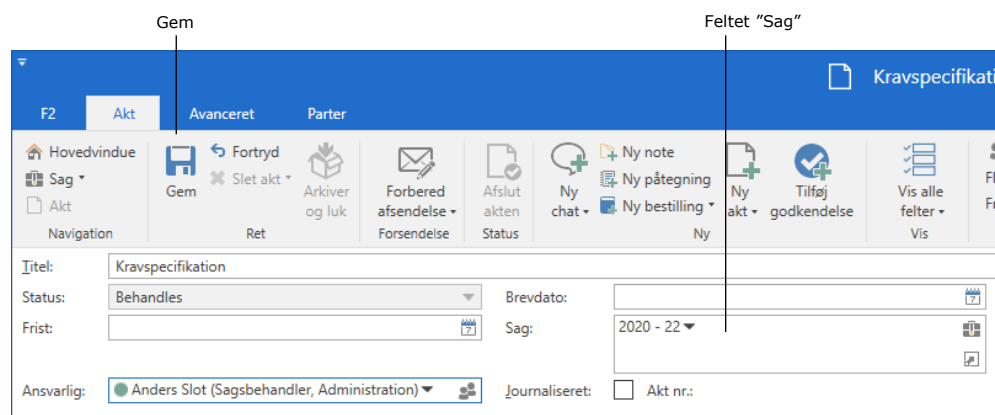 Gem
Feltet ”Sag”
Kravspecifikati
F2
Akt
Avanceret
Parter
Hovedvindue
Sag
Akt
Navigation
Gem
Fortryd
Slet akt
Arkiver
og luk
Ret
Forbered
afsendelse
Forsendelse
Afslut
akten
Status
Ny
chat
Ny note
Ny påtegning
Ny bestilling
Ny
akt
Tilføj
godkendelse
Ny
Vis alle
felter
Vis
Fl
Fr
Titel: Kravspecifikation
Status: Behandles
Brevdato:
Frist:
Sag: 2020 - 22
Ansvarlig: Anders Slot (Sagsbehandler, Administration)
Journaliseret: Akt nr.: